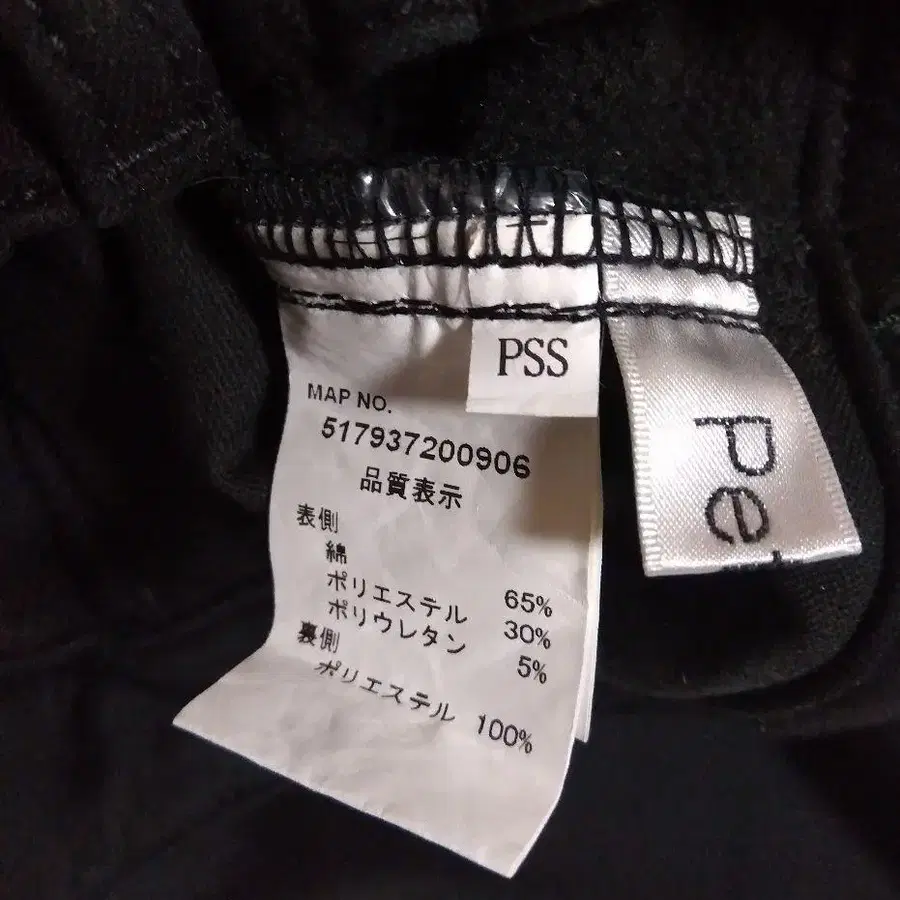 PSS
MAP NO.
517937200906
品質表示
表側
綿 65%
ポリエステル 30%
ポリウレタン 5%
裏側
ポリエステル 100%
Pe